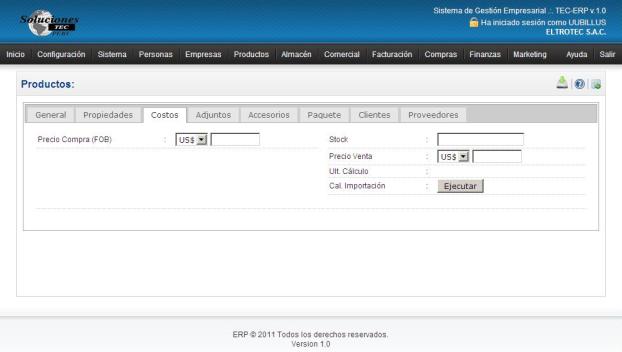 Soluciones
TEC
PERU
Sistema de Gestión Empresarial .:. TEC-ERP v.1.0
Ha iniciado sesión como UUBILLUS
ELTROTEC S.A.C.
Inicio Configuración Sistema Personas Empresas Productos Almacén Comercial Facturación Compras Finanzas Marketing Ayuda Salir
Productos:
General Propiedades Costos Adjuntos Accesorios Paquete Clientes Proveedores
Precio Compra (FOB) : US$
Stock :
Precio Venta : US$
Ult. Cálculo :
Cal. Importación : Ejecutar
ERP © 2011 Todos los derechos reservados.
Version 1.0